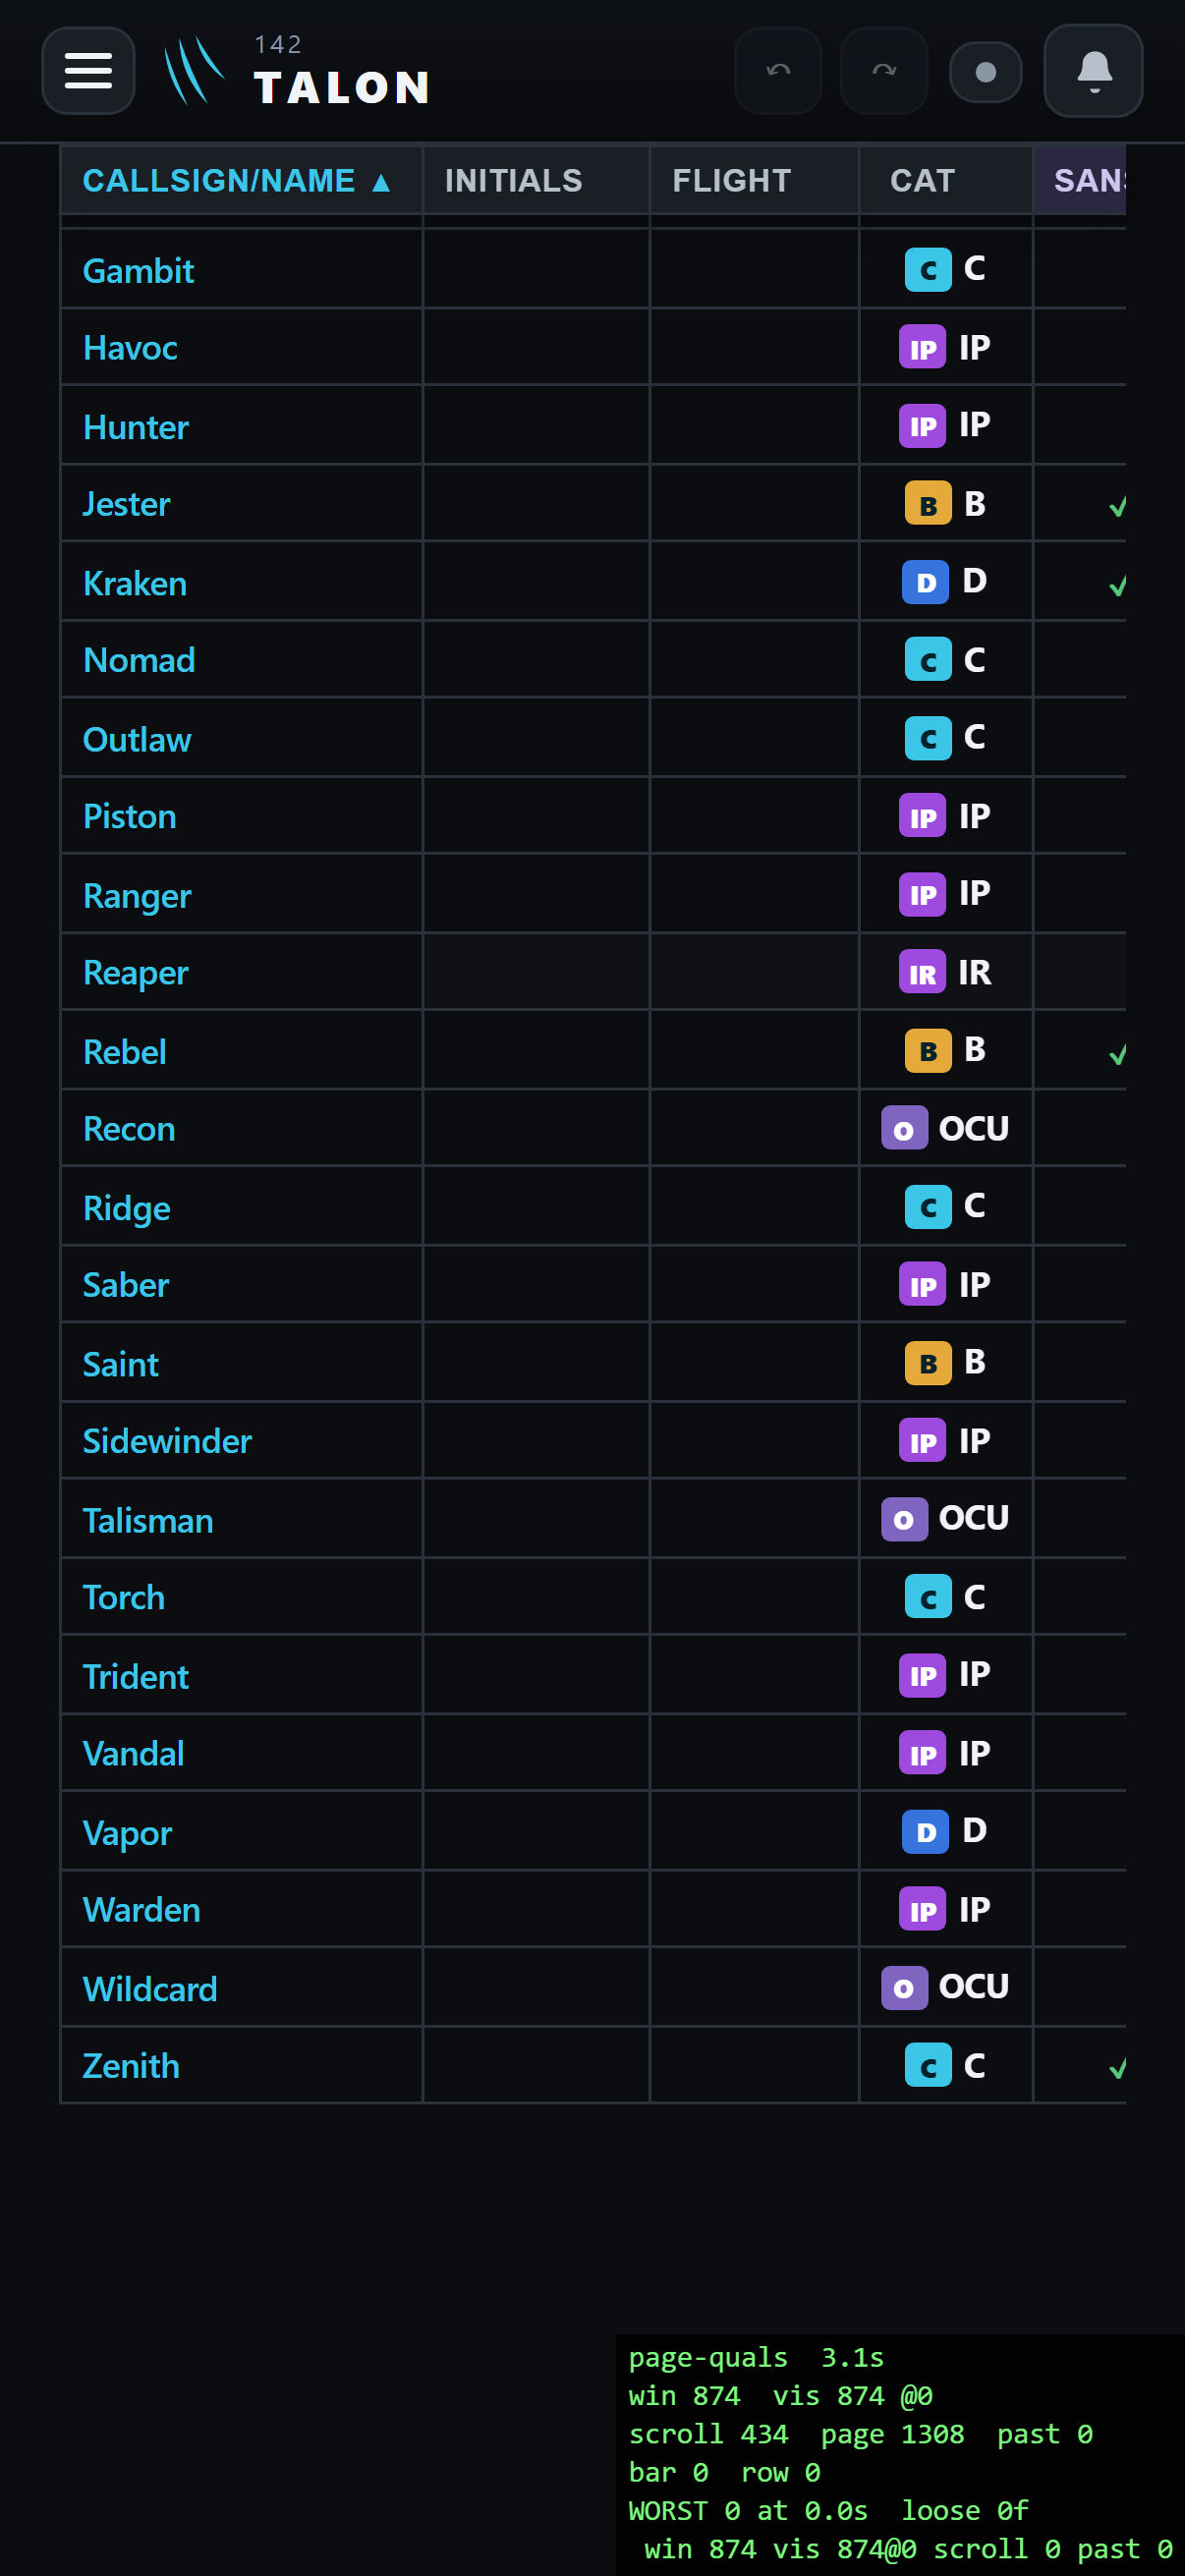 142
TALON
CALLSIGN/NAME ▲ INITIALS FLIGHT CAT SANS
Gambit C C
Havoc IP IP
Hunter IP IP
Jester B B ✓
Kraken D D ✓
Nomad C C
Outlaw C C
Piston IP IP
Ranger IP IP
Reaper IR IR
Rebel B B ✓
Recon O OCU
Ridge C C
Saber IP IP
Saint B B
Sidewinder IP IP
Talisman O OCU
Torch C C
Trident IP IP
Vandal IP IP
Vapor D D
Warden IP IP
Wildcard O OCU
Zenith C C ✓
page-quals 3.1s
win 874 vis 874 @0
scroll 434 page 1308 past 0
bar 0 row 0
WORST 0 at 0.0s loose 0f
win 874 vis 874@0 scroll 0 past 0